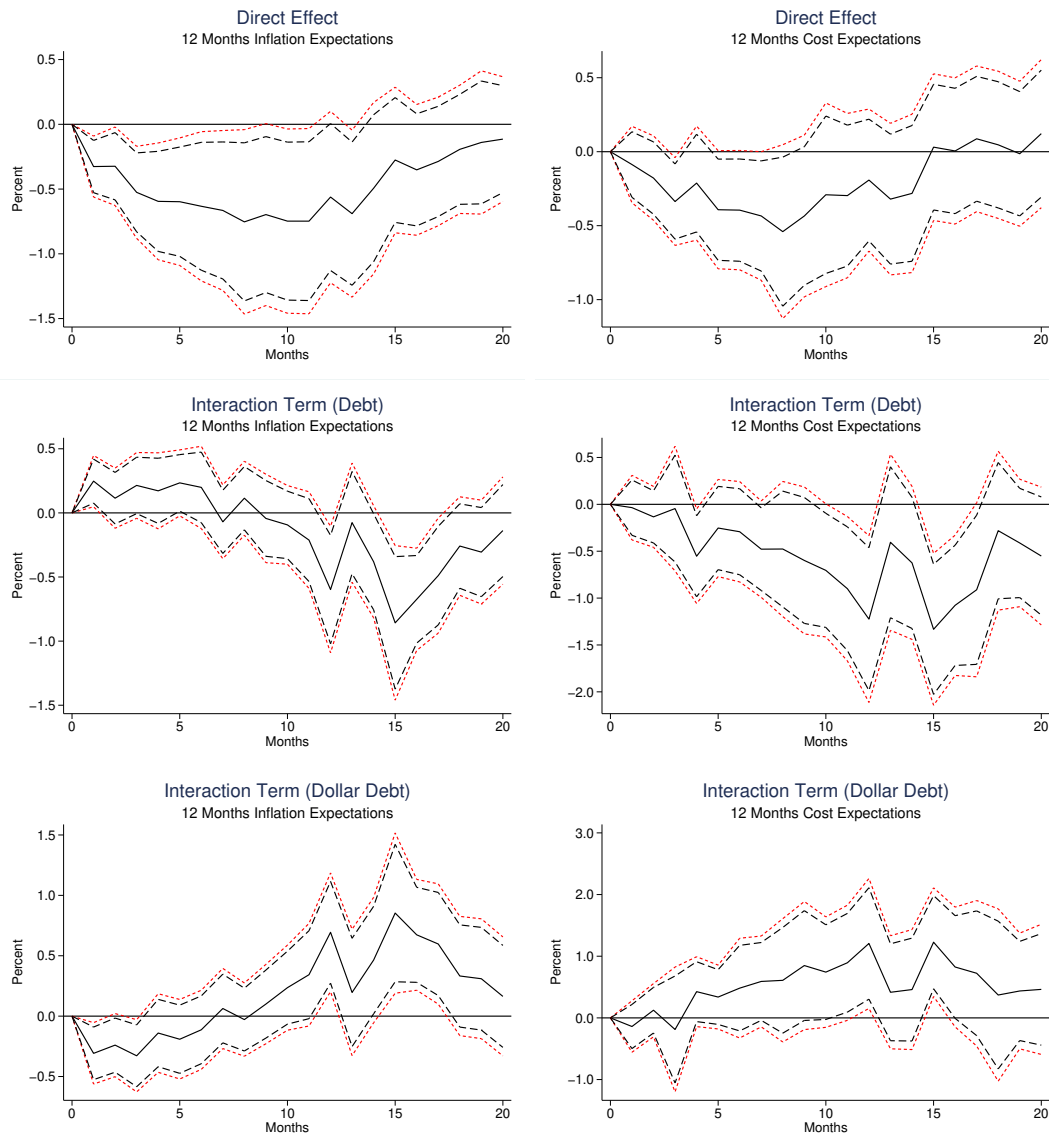 Direct Effect
12 Months Inflation Expectations
0.5
0.0
−0.5
−1.0
−1.5
Percent
0
5
10
15
20
Months
Direct Effect
12 Months Cost Expectations
0.5
0.0
−0.5
−1.0
Percent
0
5
10
15
20
Months
Interaction Term (Debt)
12 Months Inflation Expectations
0.5
0.0
−0.5
−1.0
−1.5
Percent
0
5
10
15
20
Months
Interaction Term (Debt)
12 Months Cost Expectations
0.5
0.0
−0.5
−1.0
−1.5
−2.0
Percent
0
5
10
15
20
Months
Interaction Term (Dollar Debt)
12 Months Inflation Expectations
1.5
1.0
0.5
0.0
−0.5
Percent
0
5
10
15
20
Months
Interaction Term (Dollar Debt)
12 Months Cost Expectations
3.0
2.0
1.0
0.0
−1.0
Percent
0
5
10
15
20
Months